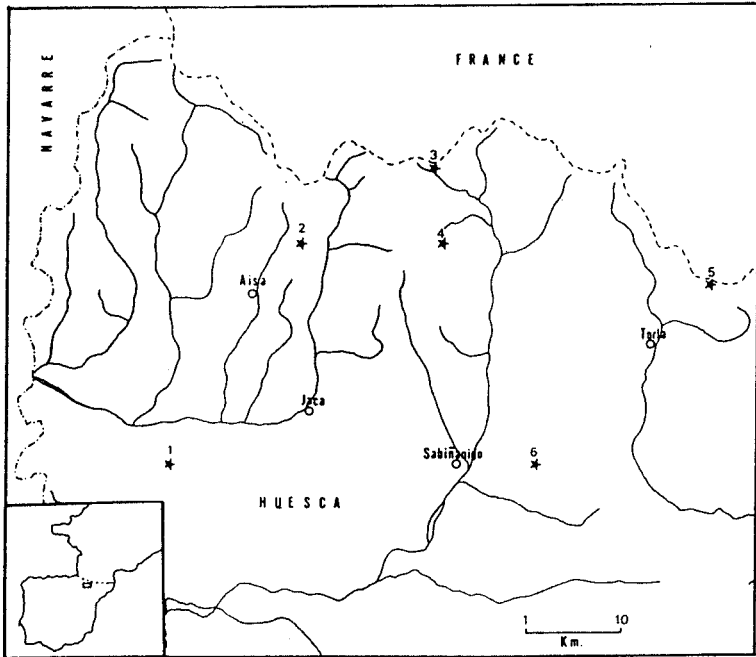 FRANCE
NAVARRE
3
2
4
5
Aisa
Torla
Jaca
1
Sabiñanigo
6
HUESCA
1 10
Km.